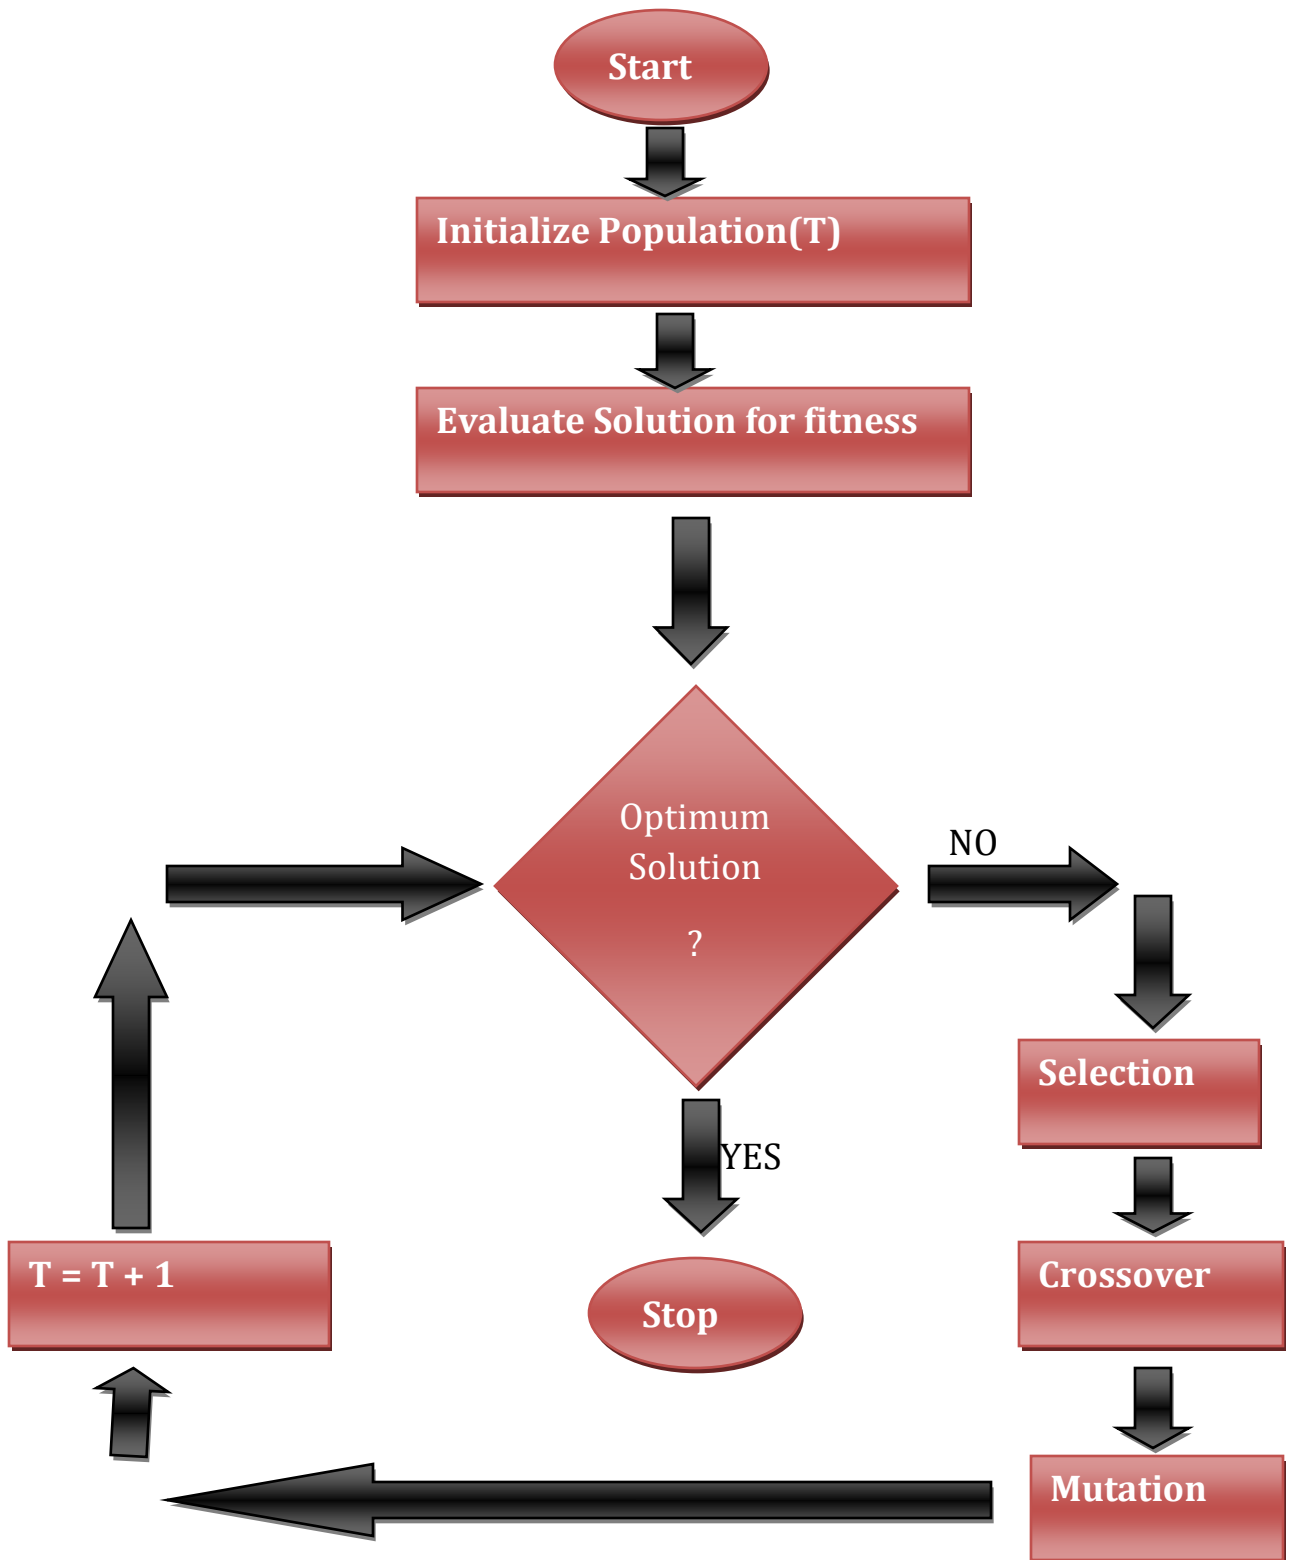 Start
Initialize Population(T)
Evaluate Solution for fitness
Optimum
Solution
?
NO
Selection
YES
Crossover
T = T + 1
Stop
Mutation